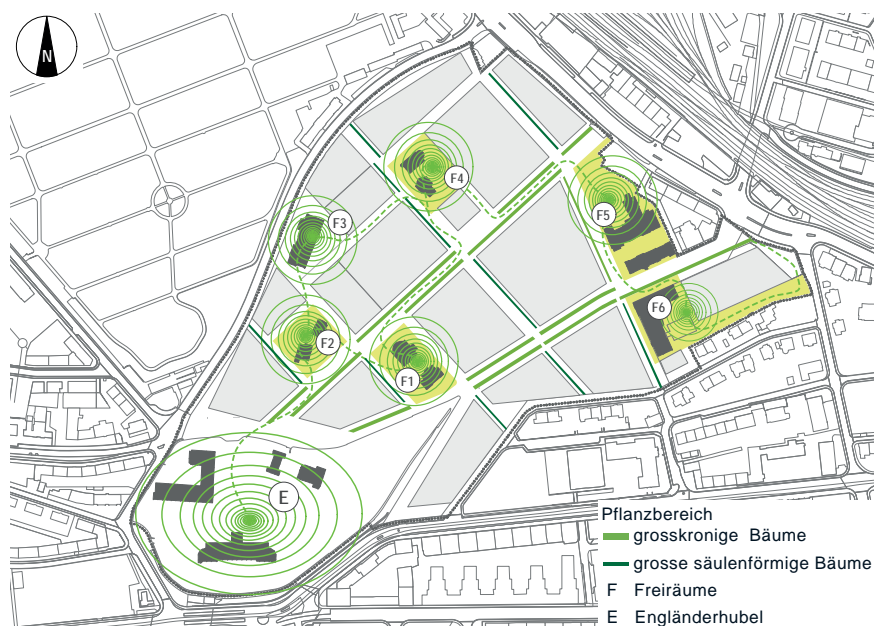 N
F4
F3
F5
F6
F2
F1
E
Pflanzbereich
grosskronige Bäume
grosse säulenförmige Bäume
F Freiräume
E Engländerhubel